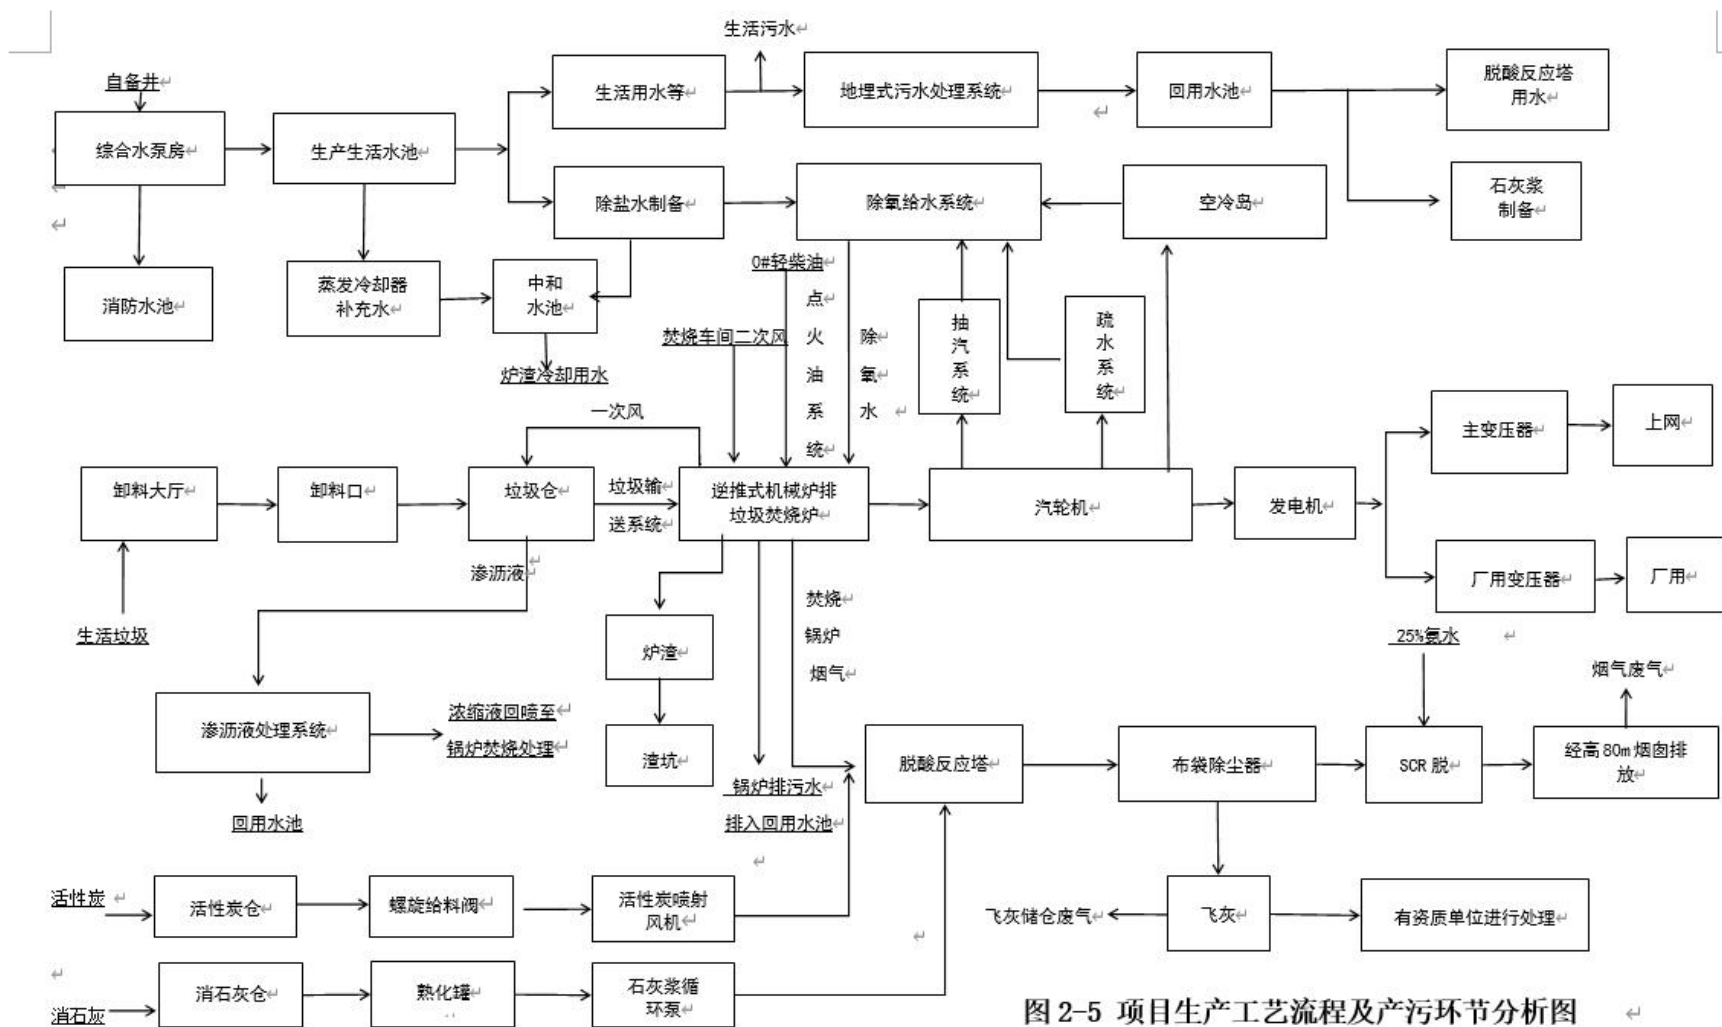 生活污水
自备井
综合水泵房
生产生活水池
生活用水等
地埋式污水处理系统
回用水池
脱酸反应塔
用水
除盐水制备
除氧给水系统
空冷岛
石灰浆
制备
消防水池
蒸发冷却器
补充水
中和
水池
炉渣冷却用水
0#轻柴油
点火油系统
焚烧车间二次风
除氧水
抽汽系统
疏水系统
一次风
主变压器
上网
卸料大厅
卸料口
垃圾仓
垃圾输
送系统
逆推式机械炉排
垃圾焚烧炉
汽轮机
发电机
厂用变压器
厂用
生活垃圾
渗沥液
焚烧
锅炉
烟气
炉渣
渣坑
25%氨水
烟气废气
渗沥液处理系统
浓缩液回喷至
锅炉焚烧处理
回用水池
锅炉排污水
排入回用水池
脱酸反应塔
布袋除尘器
SCR 脱
经高 80m 烟囱排
放
活性炭
活性炭仓
螺旋给料阀
活性炭喷射
风机
飞灰储仓废气
飞灰
有资质单位进行处理
消石灰
消石灰仓
熟化罐
石灰浆循
环泵
图 2-5 项目生产工艺流程及产污环节分析图